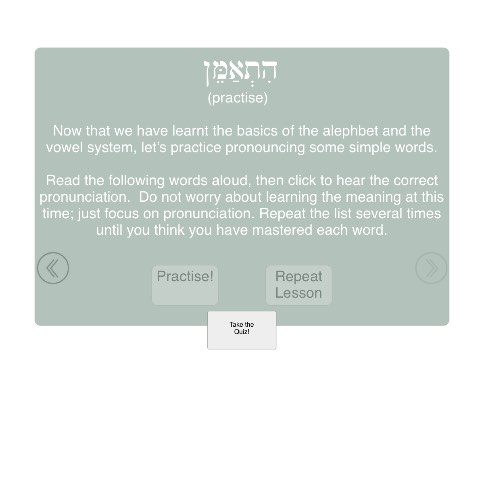 הִתְאַמֵּן
(practise)
Now that we have learnt the basics of the alephbet and the
vowel system, let's practice pronouncing some simple words.
Read the following words aloud, then click to hear the correct
pronunciation. Do not worry about learning the meaning at this
time; just focus on pronunciation. Repeat the list several times
until you think you have mastered each word.
Practise!
Repeat
Lesson
Take the
Quiz!